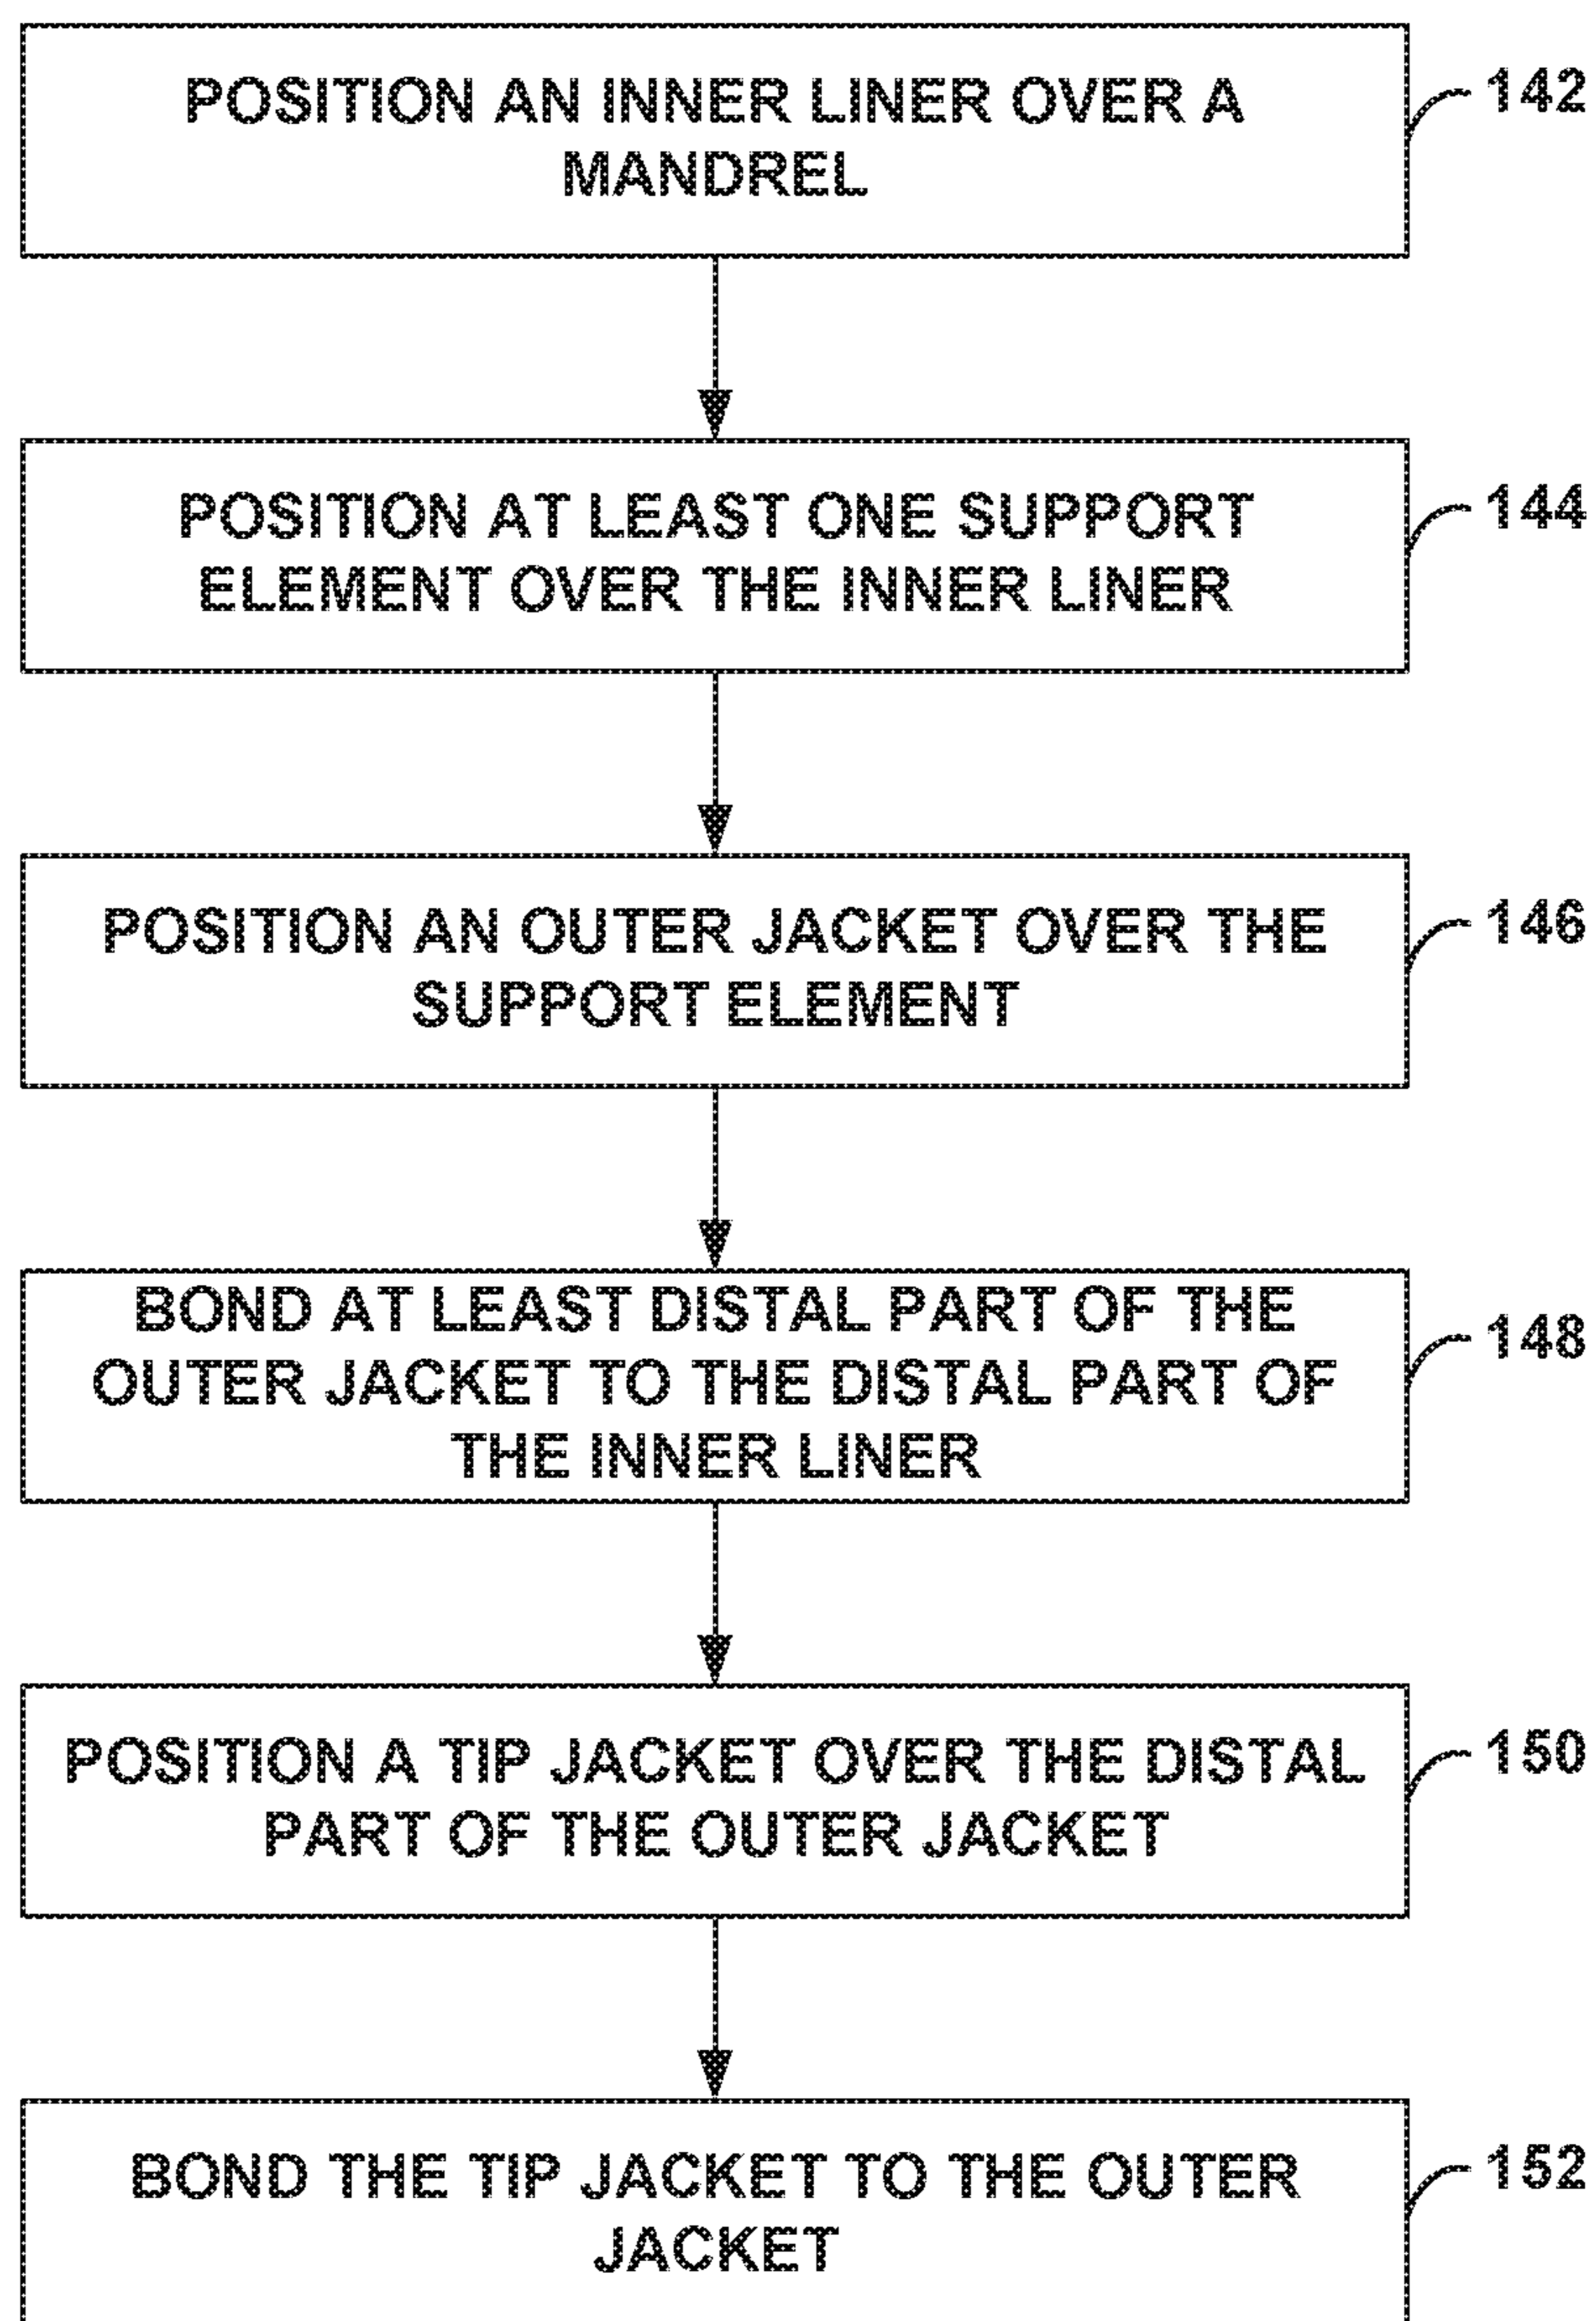 POSITION AN INNER LINER OVER A
MANDREL
142
POSITION AT LEAST ONE SUPPORT
ELEMENT OVER THE INNER LINER
144
POSITION AN OUTER JACKET OVER THE
SUPPORT ELEMENT
146
BOND AT LEAST DISTAL PART OF THE
OUTER JACKET TO THE DISTAL PART OF
THE INNER LINER
148
POSITION A TIP JACKET OVER THE DISTAL
PART OF THE OUTER JACKET
150
BOND THE TIP JACKET TO THE OUTER
JACKET
152